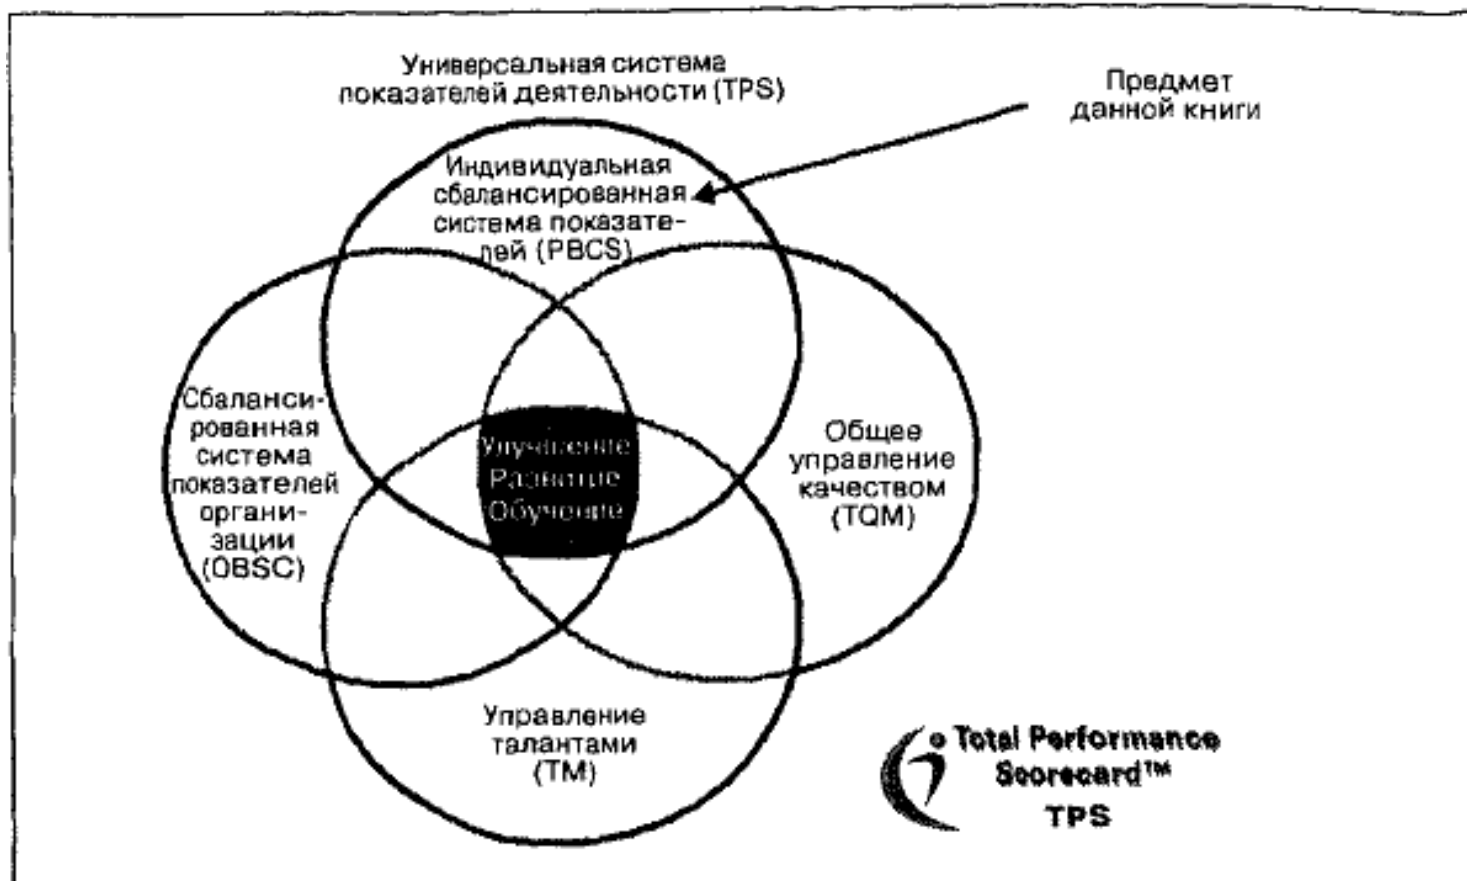 Универсальная система
показателей деятельности (TPS)
Предмет
данной книги
Индивидуальная
сбалансированная
система показате-
лей (PBCS)
Сбаланси-
рованная
система
показателей
органи-
зации
(OBSC)
Улучшение
Развитие
Обучение
Общее
управление
качеством
(TQM)
Управление
талантами
(TM)
Total Performance
Scorecard™
TPS